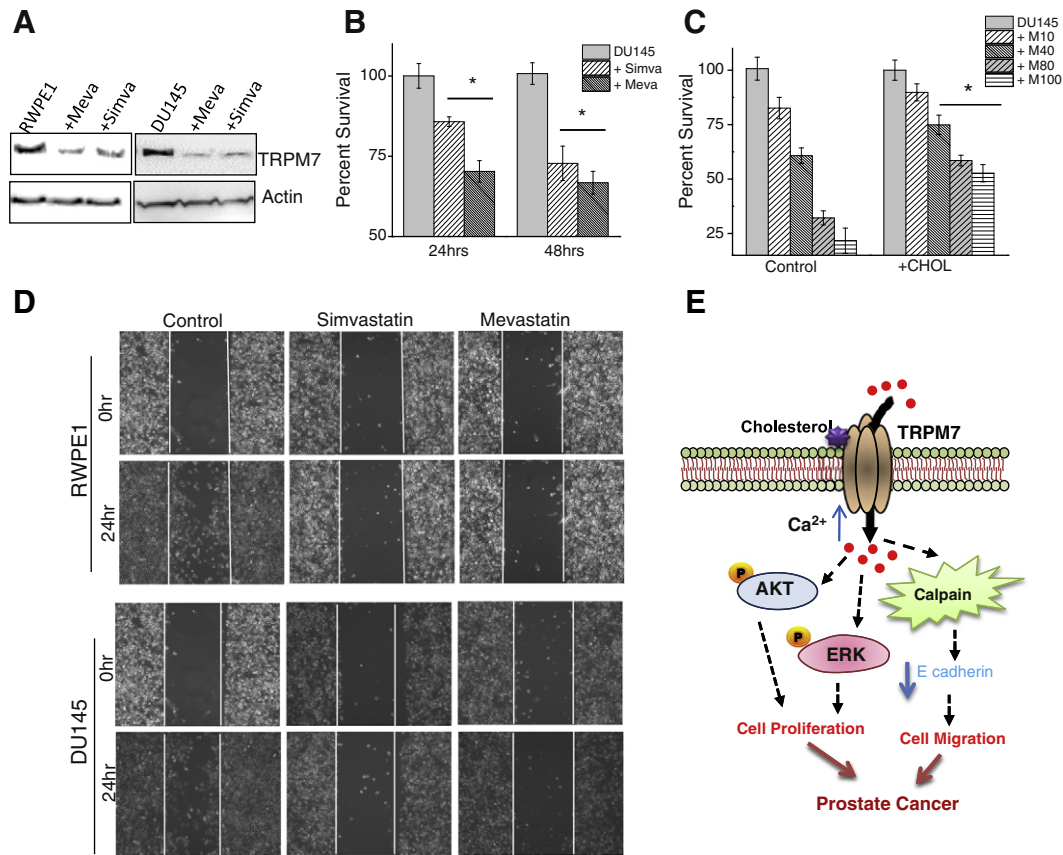 A
RWPE1
+Meva
+Simva
DU145
+Meva
+Simva
TRPM7
Actin
B
Percent Survival
100
75
50
DU145
+ Simva
+ Meva
*
*
24hrs
48hrs
C
Percent Survival
100
75
50
25
DU145
+ M10
+ M40
+ M80
+ M100
*
Control
+CHOL
D
Control
Simvastatin
Mevastatin
RWPE1
0hr
24hr
DU145
0hr
24hr
E
Cholesterol
TRPM7
Ca2+
P
AKT
Calpain
P
ERK
E cadherin
Cell Proliferation
Cell Migration
Prostate Cancer